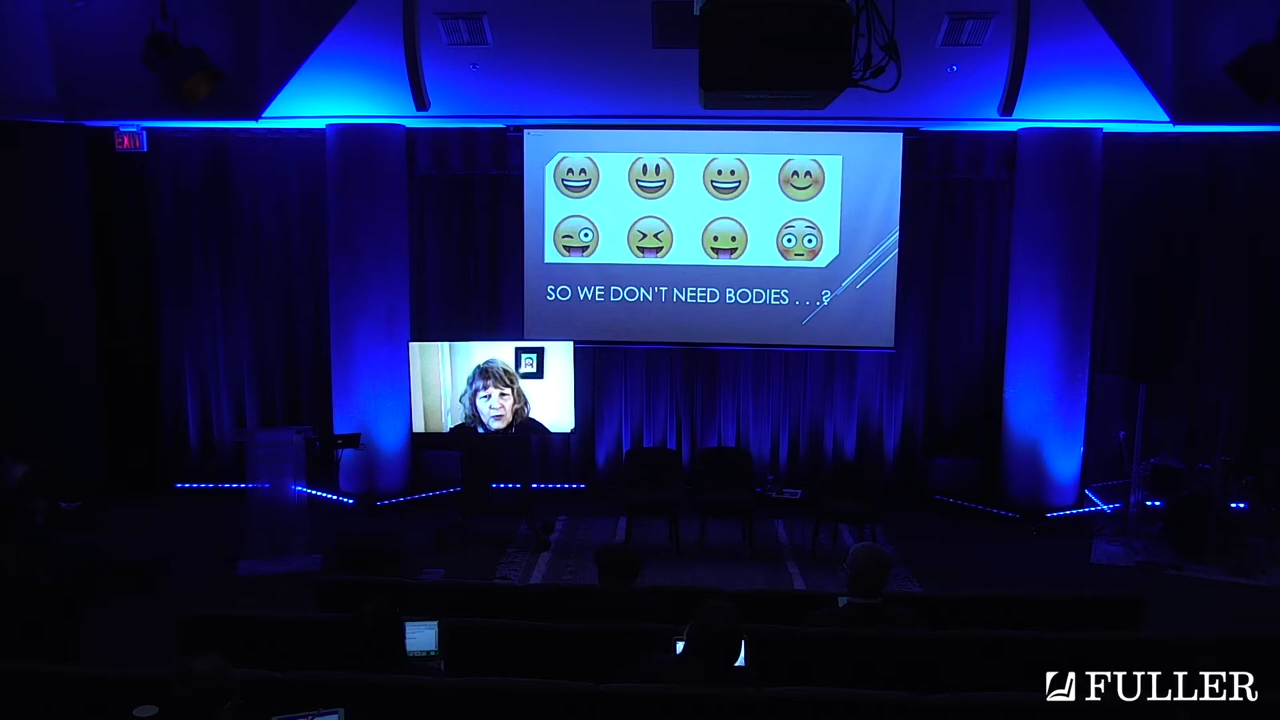 EXIT
SO WE DON'T NEED BODIES . . .?
FULLER